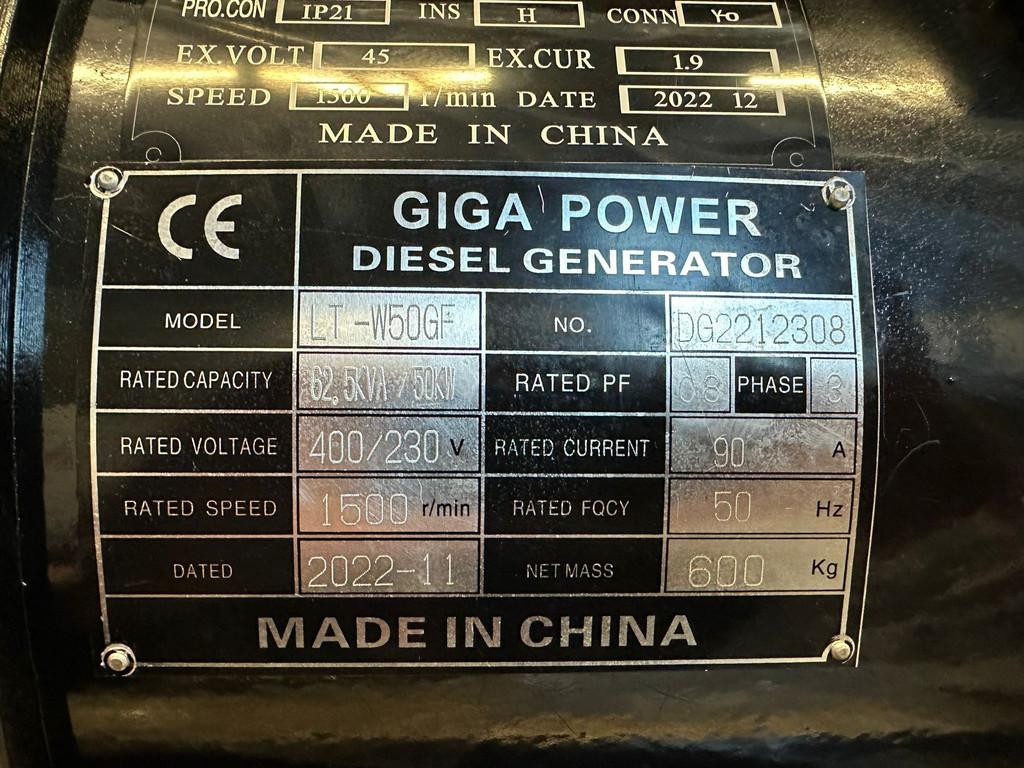 PRO.CON IP21 INS H CONN Yo
EX.VOLT 45 EX.CUR 1.9
SPEED 1500 r/min DATE 2022 12
MADE IN CHINA
CE GIGA POWER
DIESEL GENERATOR
MODEL LT-W50GF NO. DG2212308
RATED CAPACITY 62.5KVA/50KW RATED PF 0.8 PHASE 3
RATED VOLTAGE 400/230 V RATED CURRENT 90 A
RATED SPEED 1500 r/min RATED FQCY 50 Hz
DATED 2022-11 NET MASS 600 Kg
MADE IN CHINA